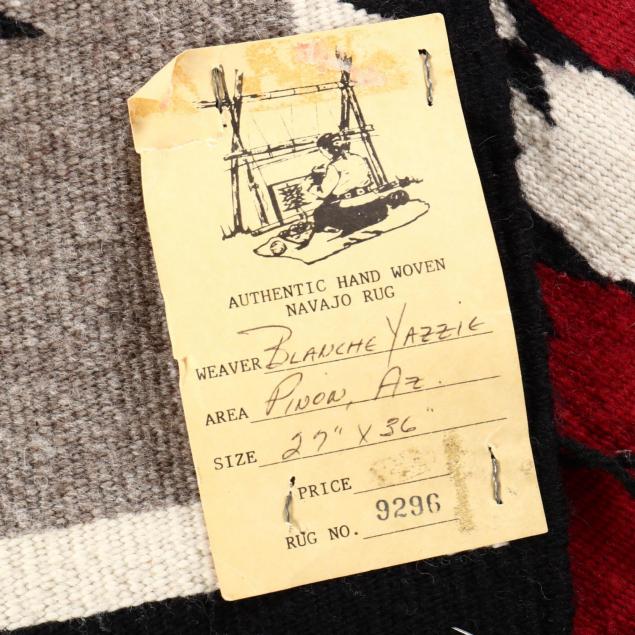 AUTHENTIC HAND WOVEN
NAVAJO RUG
WEAVER BLANCHE YAZZIE
AREA PINON, AZ.
SIZE 27" X 36"
PRICE
RUG NO. 9296